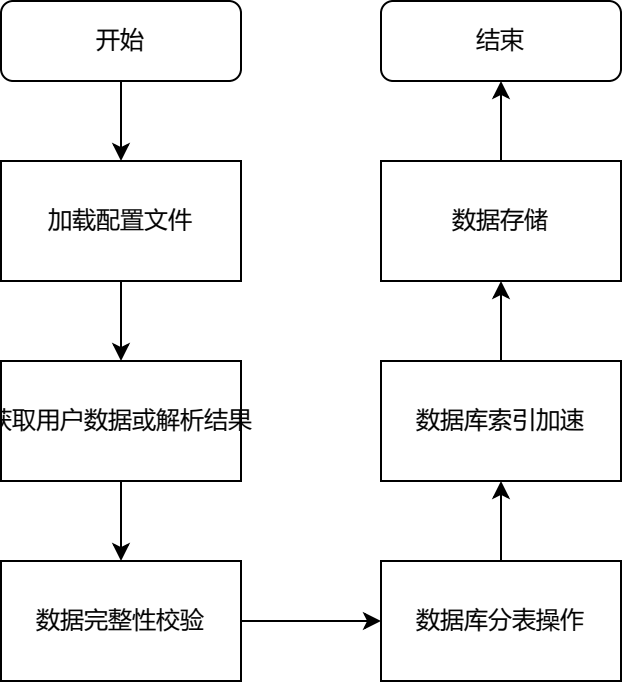 开始
加载配置文件
获取用户数据或解析结果
数据完整性校验
数据库分表操作
数据库索引加速
数据存储
结束